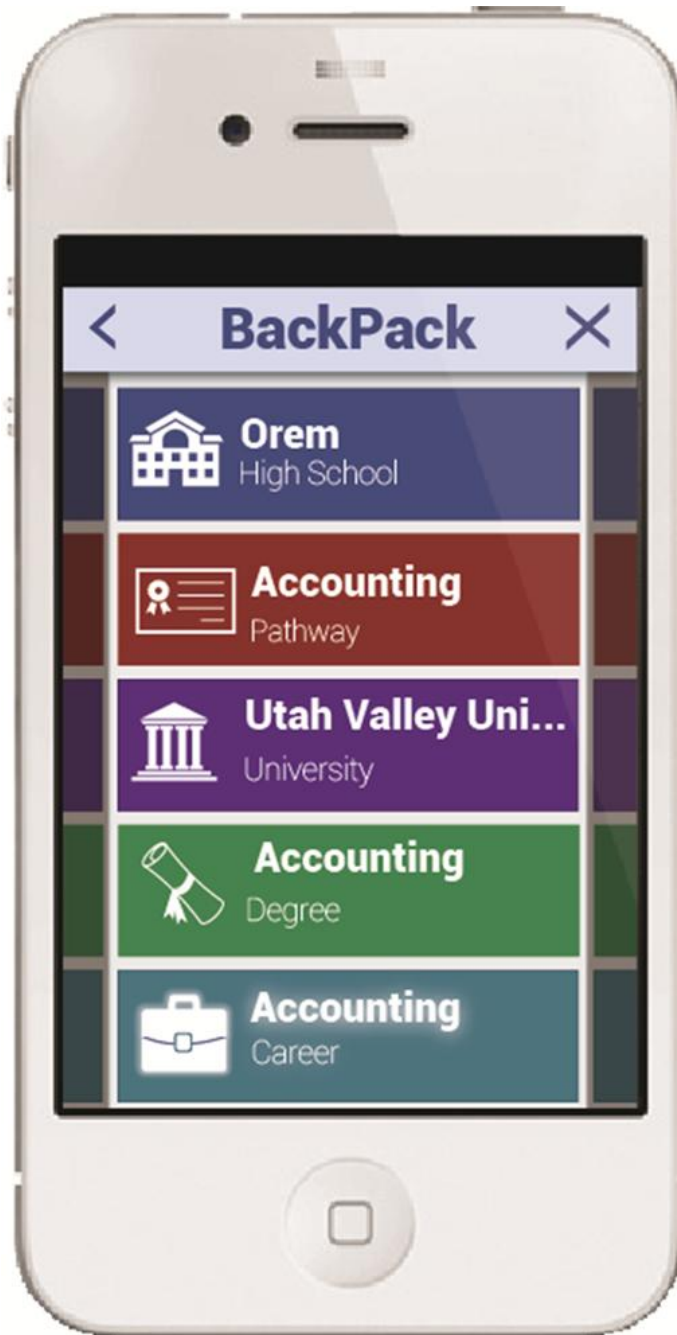 BackPack
Orem
High School
Accounting
Pathway
Utah Valley Uni...
University
Accounting
Degree
Accounting
Career